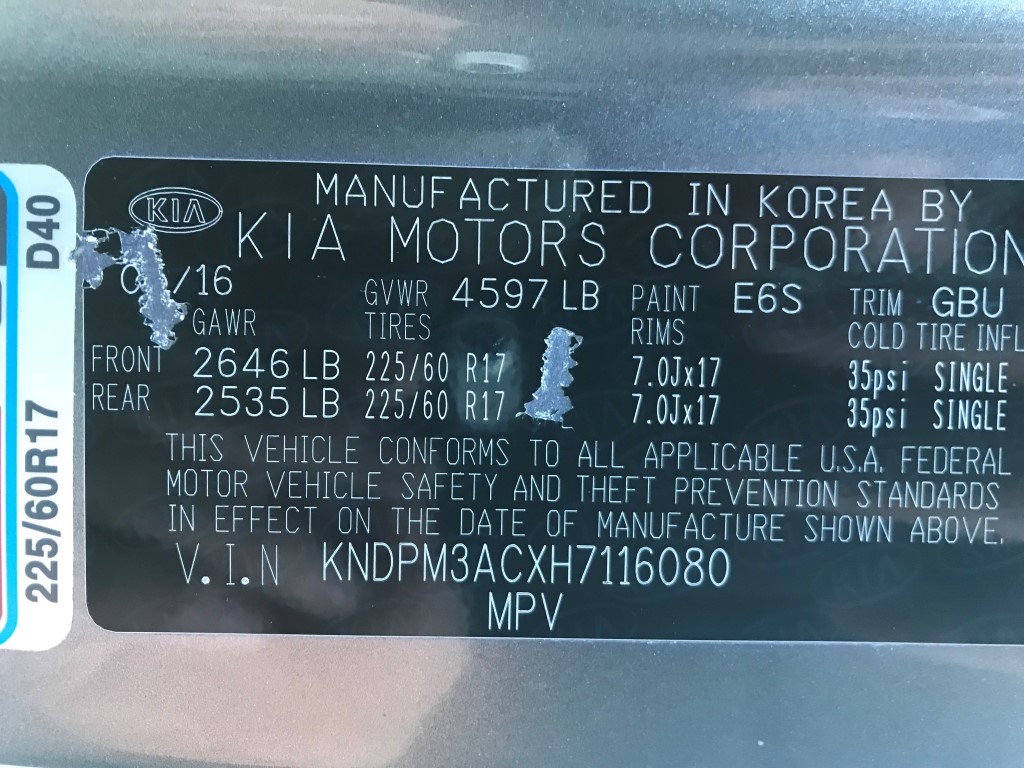 KIA
MANUFACTURED IN KOREA BY
KIA MOTORS CORPORATION
/16 GVWR 4597 LB PAINT E6S TRIM GBU
GAWR TIRES RIMS COLD TIRE INFL
FRONT 2646 LB 225/60 R17 7.0Jx17 35psi SINGLE
REAR 2535 LB 225/60 R17 7.0Jx17 35psi SINGLE
THIS VEHICLE CONFORMS TO ALL APPLICABLE U.S.A. FEDERAL
MOTOR VEHICLE SAFETY AND THEFT PREVENTION STANDARDS
IN EFFECT ON THE DATE OF MANUFACTURE SHOWN ABOVE.
V.I.N KNDPM3ACXH7116080
MPV
225/60R17 D40